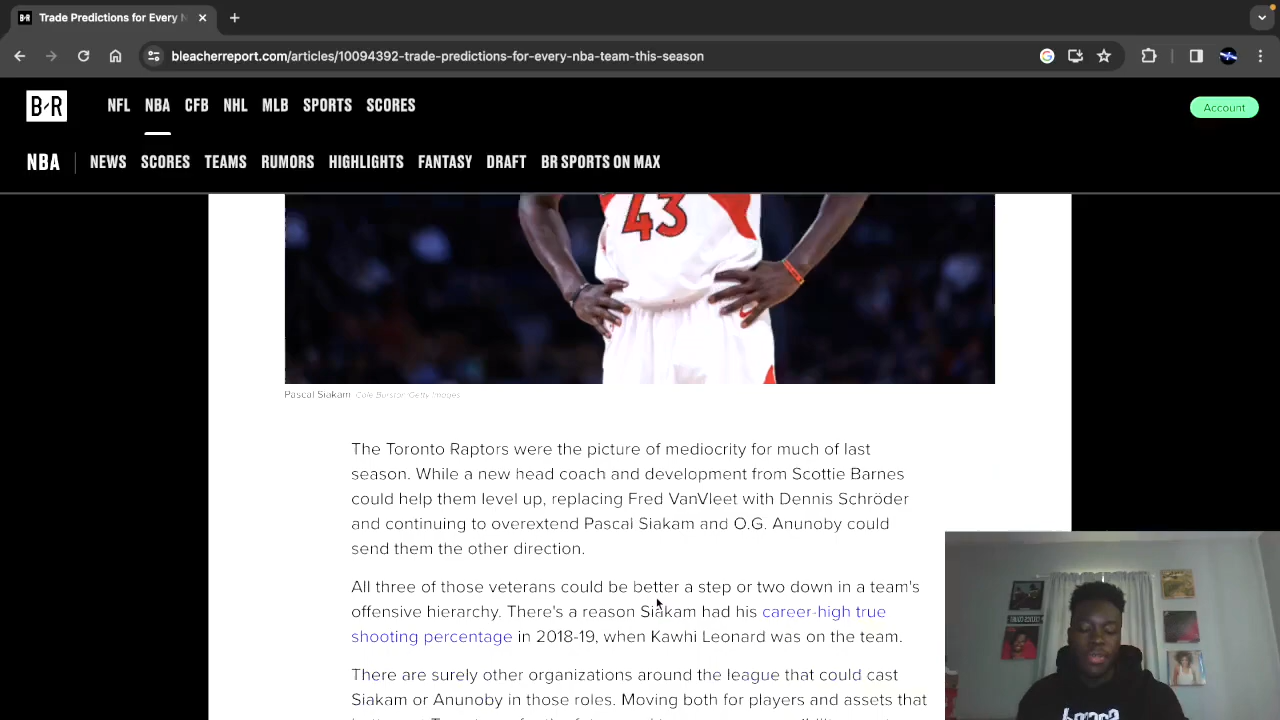 B/R Trade Predictions for Every N
bleacherreport.com/articles/10094392-trade-predictions-for-every-nba-team-this-season
B/R NFL NBA CFB NHL MLB SPORTS SCORES Account
NBA NEWS SCORES TEAMS RUMORS HIGHLIGHTS FANTASY DRAFT BR SPORTS ON MAX
43
Pascal Siakam Cole Burston/Getty Images
The Toronto Raptors were the picture of mediocrity for much of last
season. While a new head coach and development from Scottie Barnes
could help them level up, replacing Fred VanVleet with Dennis Schröder
and continuing to overextend Pascal Siakam and O.G. Anunoby could
send them the other direction.
All three of those veterans could be better a step or two down in a team's
offensive hierarchy. There's a reason Siakam had his career-high true
shooting percentage in 2018-19, when Kawhi Leonard was on the team.
There are surely other organizations around the league that could cast
Siakam or Anunoby in those roles. Moving both for players and assets that